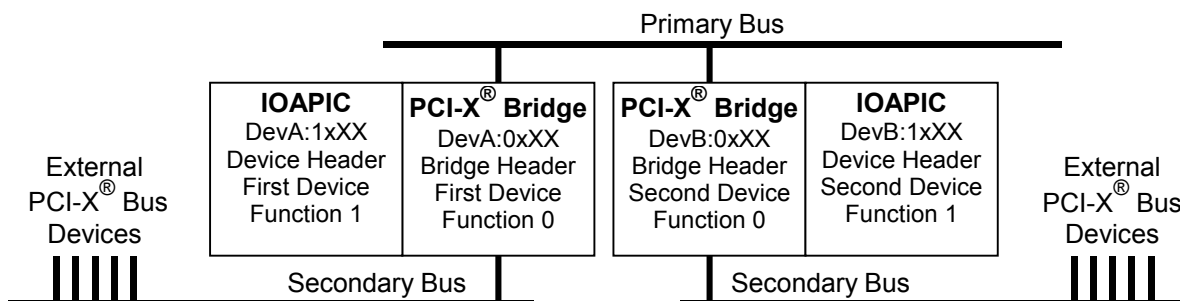 Primary Bus
External
PCI-X® Bus
Devices
IOAPIC
DevA:1xXX
Device Header
First Device
Function 1
PCI-X® Bridge
DevA:0xXX
Bridge Header
First Device
Function 0
PCI-X® Bridge
DevB:0xXX
Bridge Header
Second Device
Function 0
IOAPIC
DevB:1xXX
Device Header
Second Device
Function 1
External
PCI-X® Bus
Devices
Secondary Bus
Secondary Bus